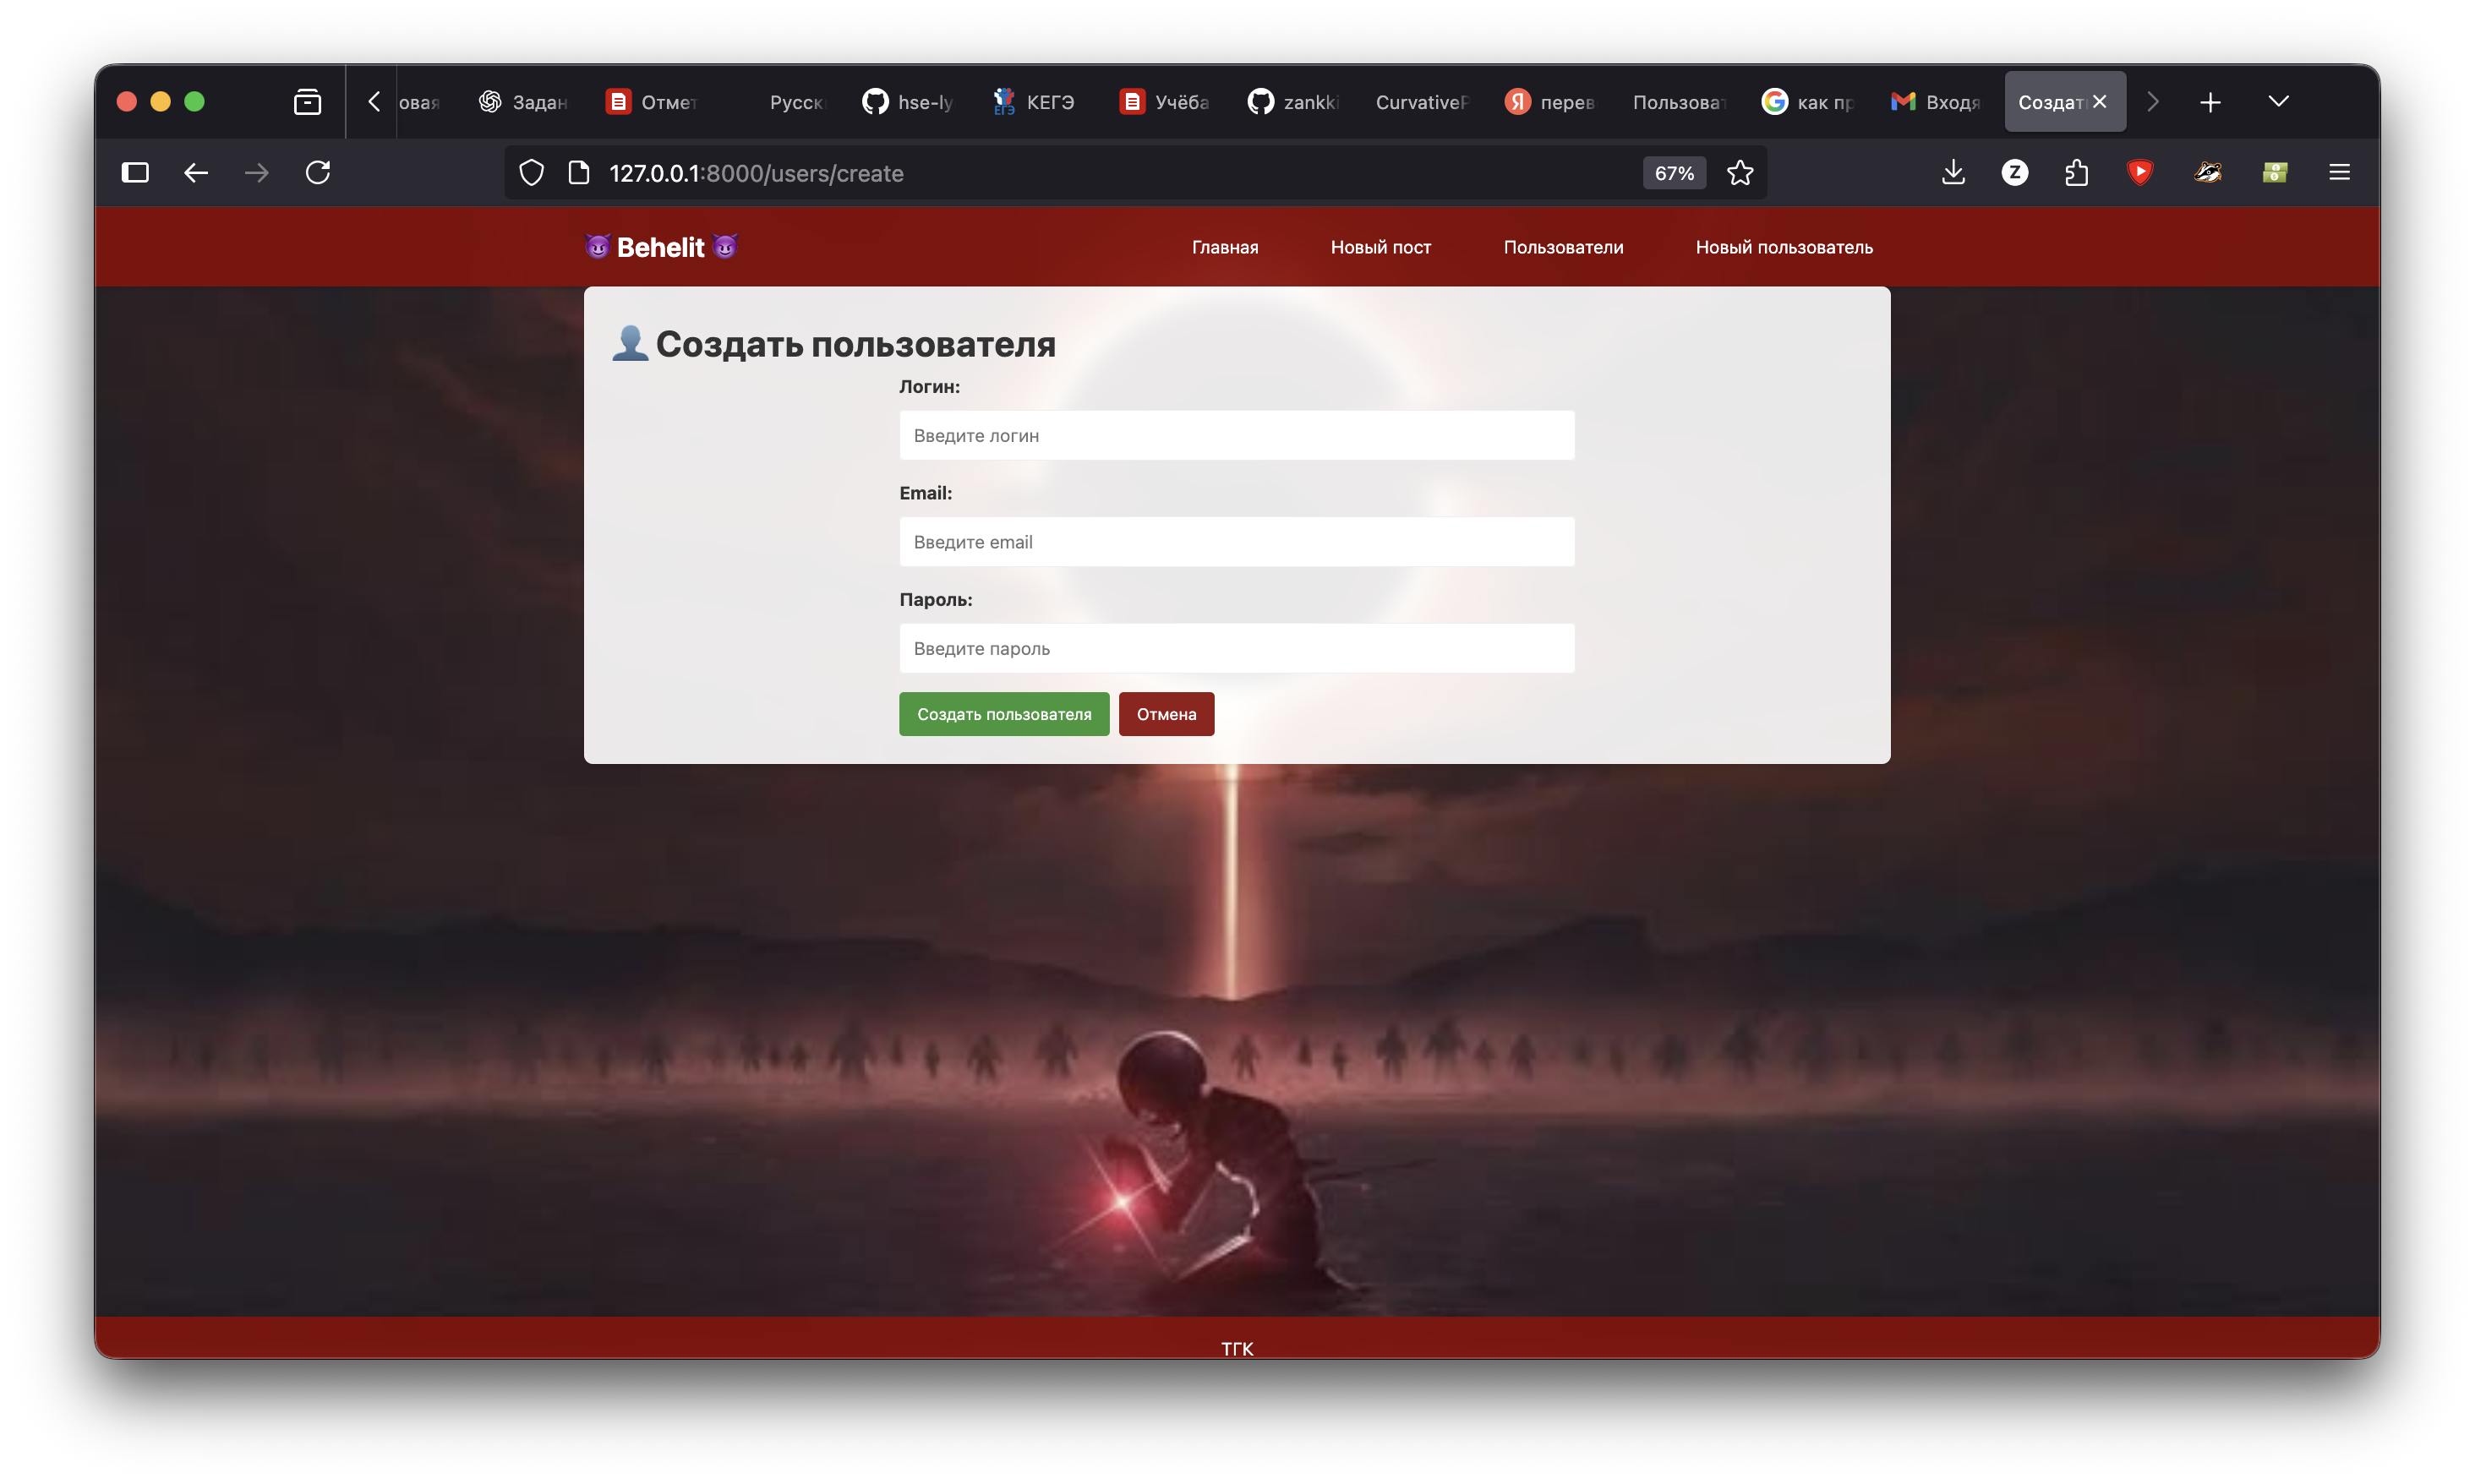 овая Задан Отмет Русск hse-ly КЕГЭ Учёба zankki CurvativeP перев Пользоват как пр Входя Создат
127.0.0.1:8000/users/create 67% Z
Behelit Главная Новый пост Пользователи Новый пользователь
Создать пользователя
Логин:
Введите логин
Email:
Введите email
Пароль:
Введите пароль
Создать пользователя Отмена
ТГК